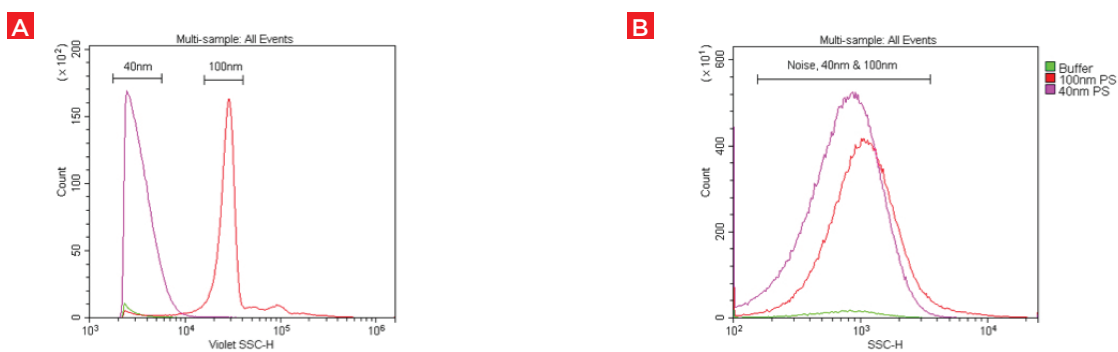 A
Multi-sample: All Events
(× 10²)
200
150
100
50
0
Count
40nm
100nm
10³ 10⁴ 10⁵ 10⁶
Violet SSC-H
B
Multi-sample: All Events
(× 10¹)
600
400
200
0
Count
Noise, 40nm & 100nm
10² 10³ 10⁴
SSC-H
Buffer
100nm PS
40nm PS